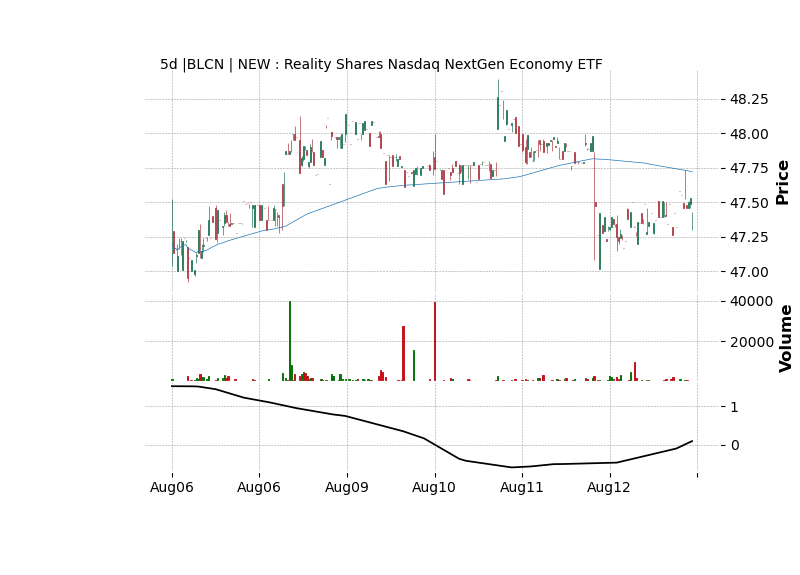 5d |BLCN | NEW : Reality Shares Nasdaq NextGen Economy ETF
48.25
48.00
47.75
47.50
47.25
47.00
Price
40000
20000
Volume
1
0
Aug06 Aug06 Aug09 Aug10 Aug11 Aug12